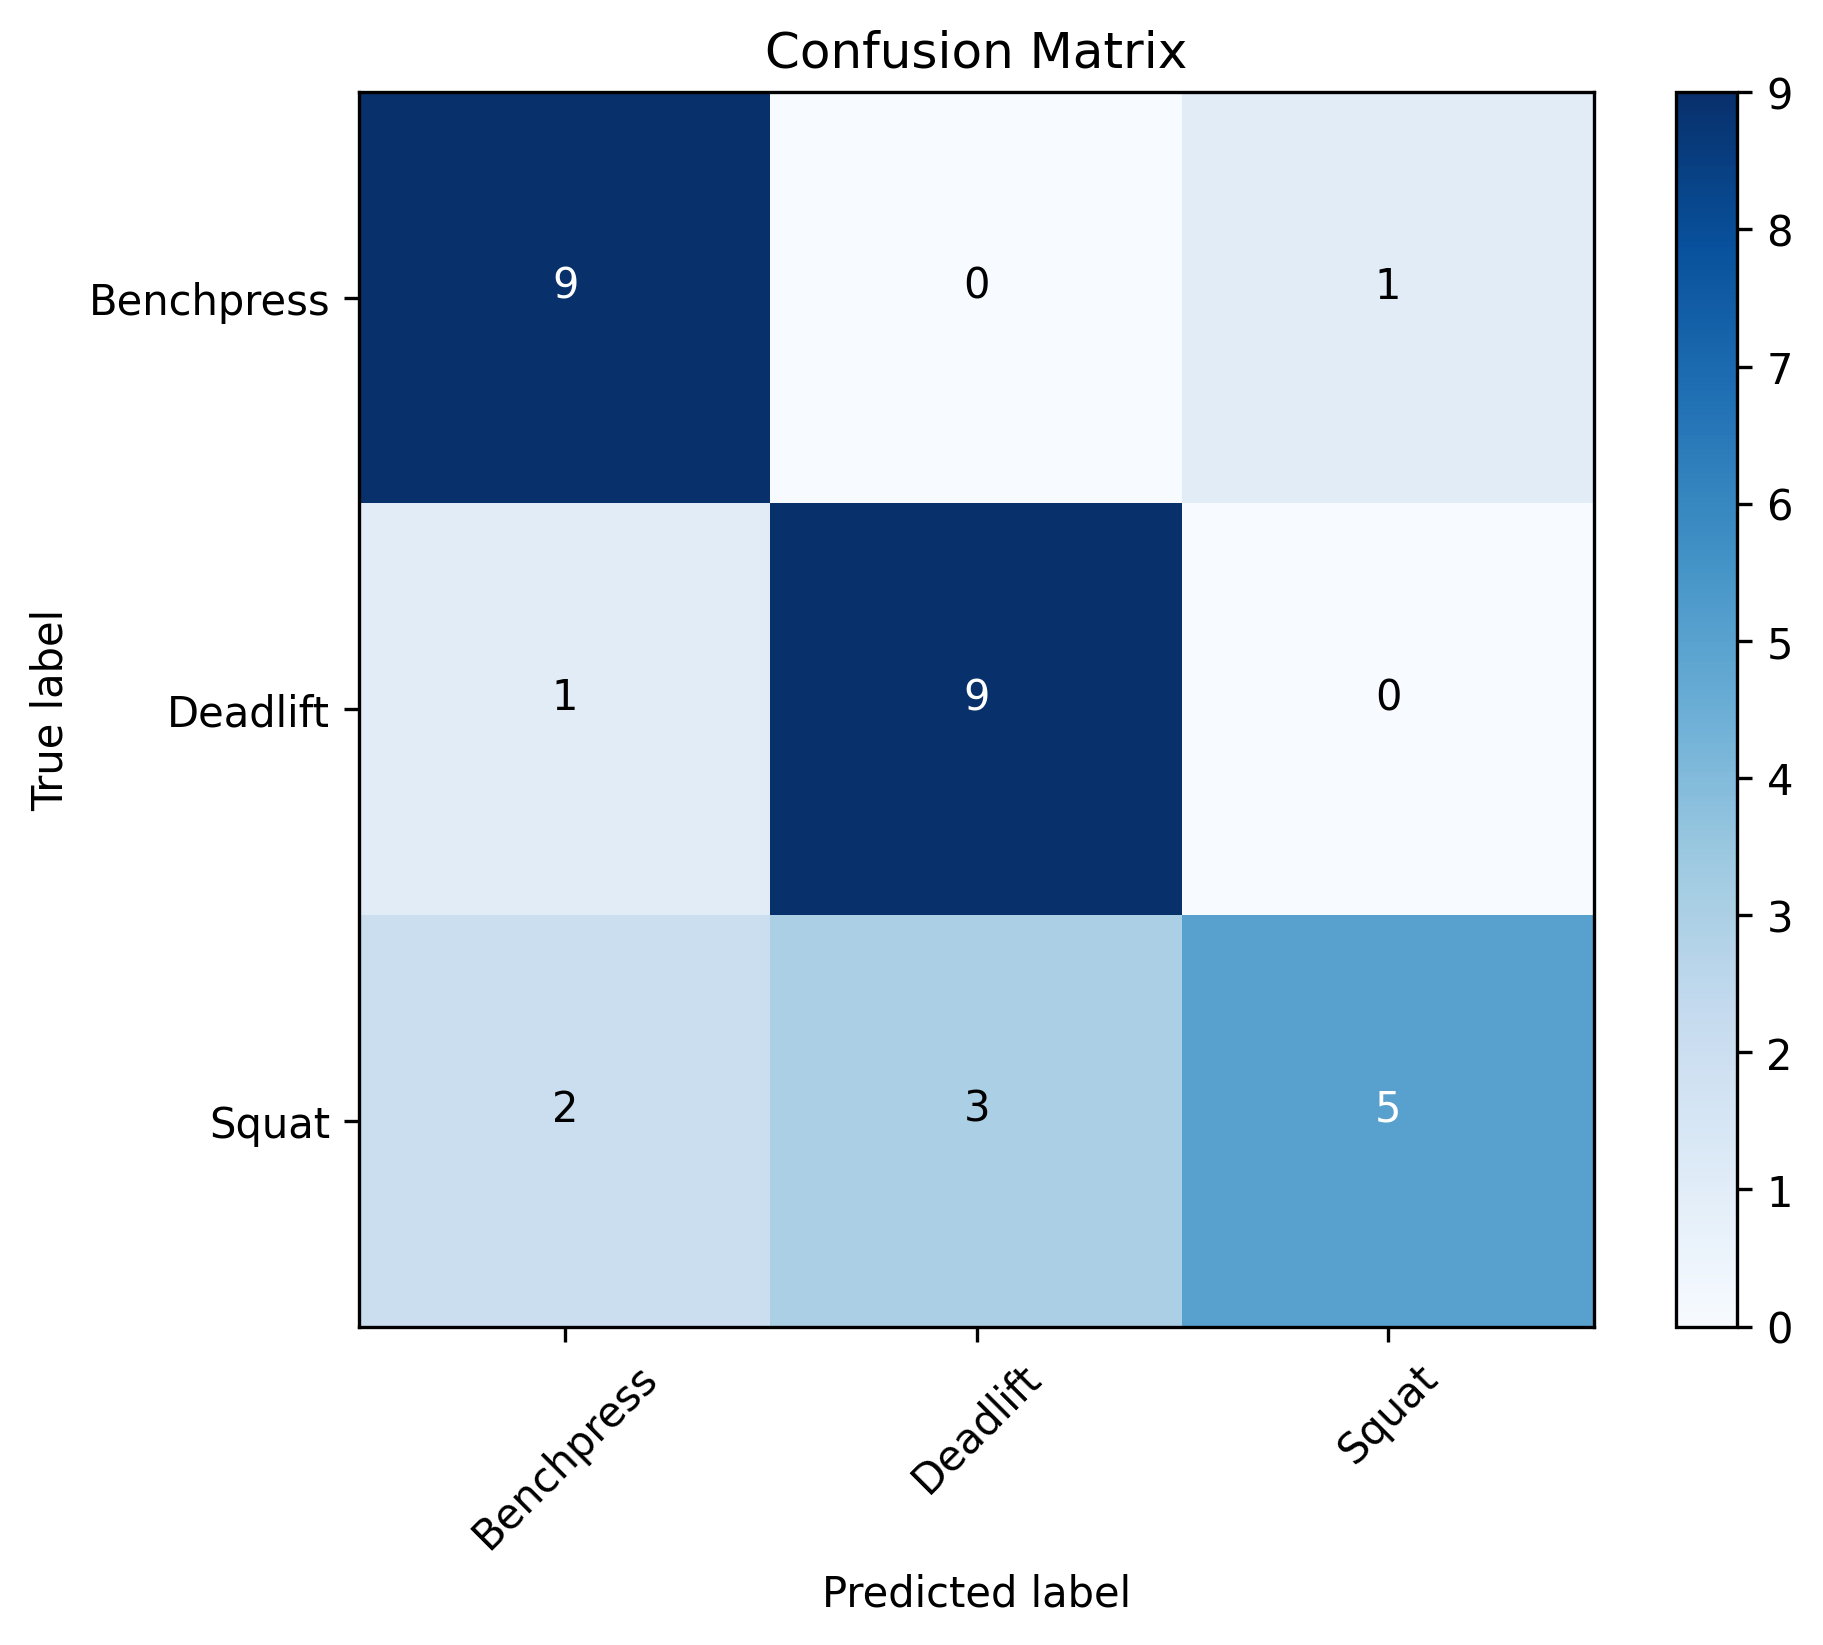 Confusion Matrix
Benchpress
9
0
1
Deadlift
1
9
0
Squat
2
3
5
True label
Benchpress
Deadlift
Squat
Predicted label
9
8
7
6
5
4
3
2
1
0